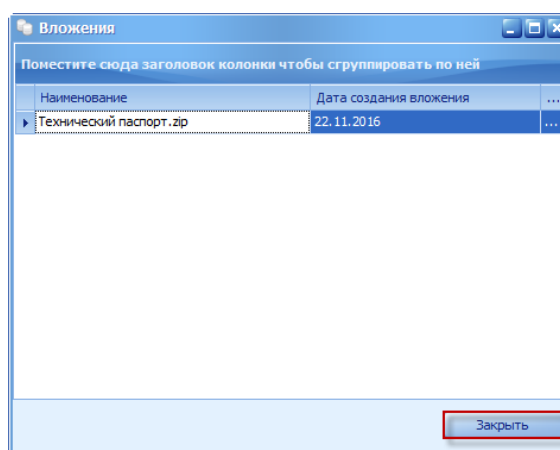 Вложения
Поместите сюда заголовок колонки чтобы сгруппировать по ней
Наименование Дата создания вложения ...
Технический паспорт.zip 22.11.2016 ...
Закрыть